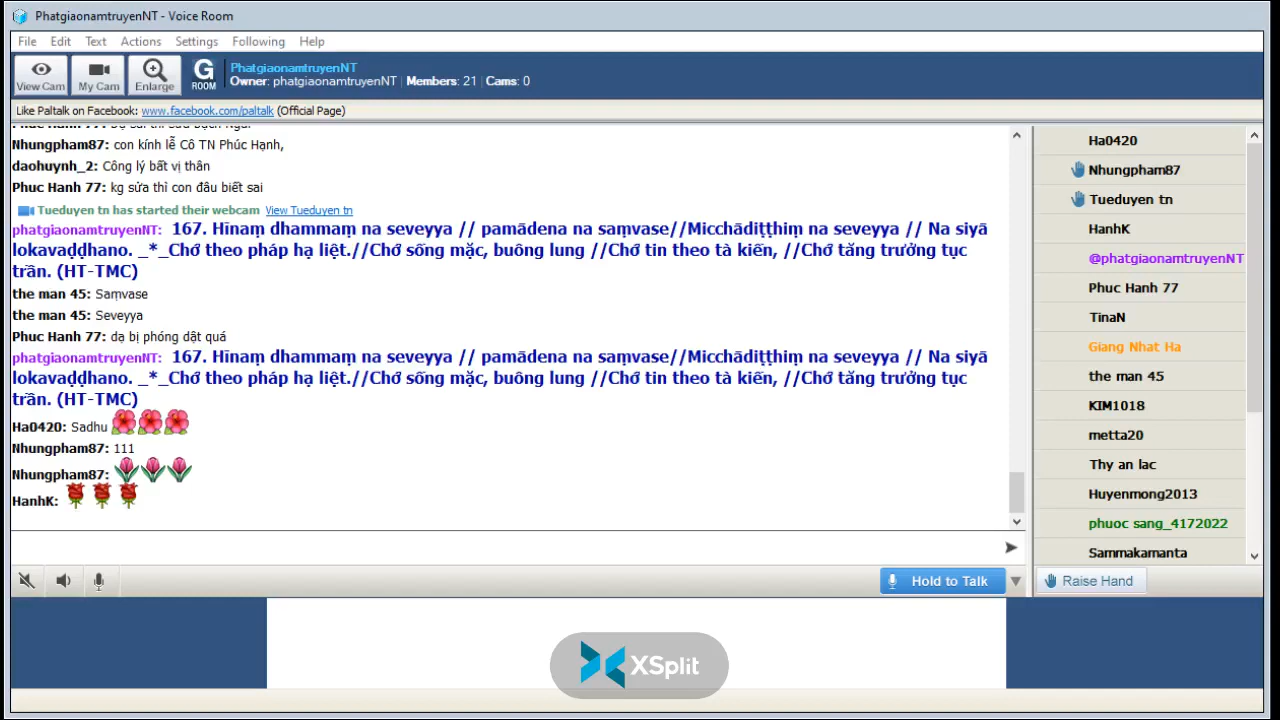 PhatgiaonamtruyenNT - Voice Room
File Edit Text Actions Settings Following Help
View Cam My Cam Enlarge G ROOM
PhatgiaonamtruyenNT
Owner: phatgiaonamtruyenNT | Members: 21 | Cams: 0
Like Paltalk on Facebook: www.facebook.com/paltalk (Official Page)
Nhungpham87: con kính lễ Cô TN Phúc Hạnh,
daohuynh_2: Công lý bất vị thân
Phuc Hanh 77: kg sửa thì con đâu biết sai
Tueduyen tn has started their webcam View Tueduyen tn
phatgiaonamtruyenNT: 167. Hīnaṃ dhammaṃ na seveyya // pamādena na saṃvase//Micchādiṭṭhiṃ na seveyya // Na siyā
lokavaḍḍhano. _*_Chớ theo pháp hạ liệt.//Chớ sống mặc, buông lung //Chớ tin theo tà kiến, //Chớ tăng trưởng tục
trần. (HT-TMC)
the man 45: Saṃvase
the man 45: Seveyya
Phuc Hanh 77: dạ bị phóng dật quá
phatgiaonamtruyenNT: 167. Hīnaṃ dhammaṃ na seveyya // pamādena na saṃvase//Micchādiṭṭhiṃ na seveyya // Na siyā
lokavaḍḍhano. _*_Chớ theo pháp hạ liệt.//Chớ sống mặc, buông lung //Chớ tin theo tà kiến, //Chớ tăng trưởng tục
trần. (HT-TMC)
Ha0420: Sadhu
Nhungpham87: 111
Nhungpham87:
HanhK:
Ha0420
Nhungpham87
Tueduyen tn
HanhK
@phatgiaonamtruyenNT
Phuc Hanh 77
TinaN
Giang Nhat Ha
the man 45
KIM1018
metta20
Thy an lac
Huyenmong2013
phuoc sang_4172022
Sammakamanta
Hold to Talk
Raise Hand
XSplit